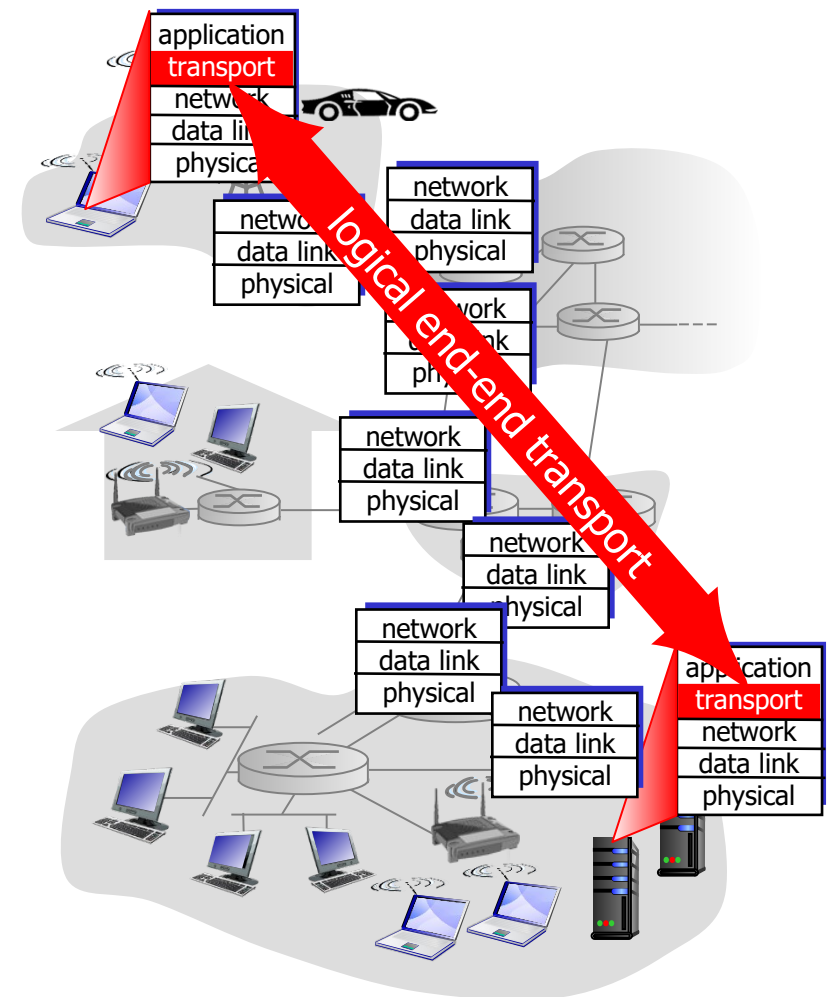 application
transport
network
data link
physical
network
data link
physical
network
data link
physical
logical end-end transport
network
data link
physical
network
data link
physical
network
data link
physical
network
data link
physical
application
transport
network
data link
physical